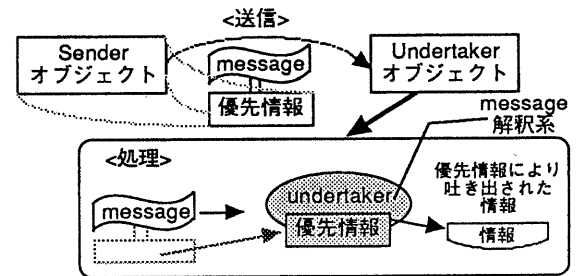 <送信>
Sender
オブジェクト
message
優先情報
Undertaker
オブジェクト
message
解釈系
<処理>
message
undertaker
優先情報
優先情報により
吐き出された
情報
情報